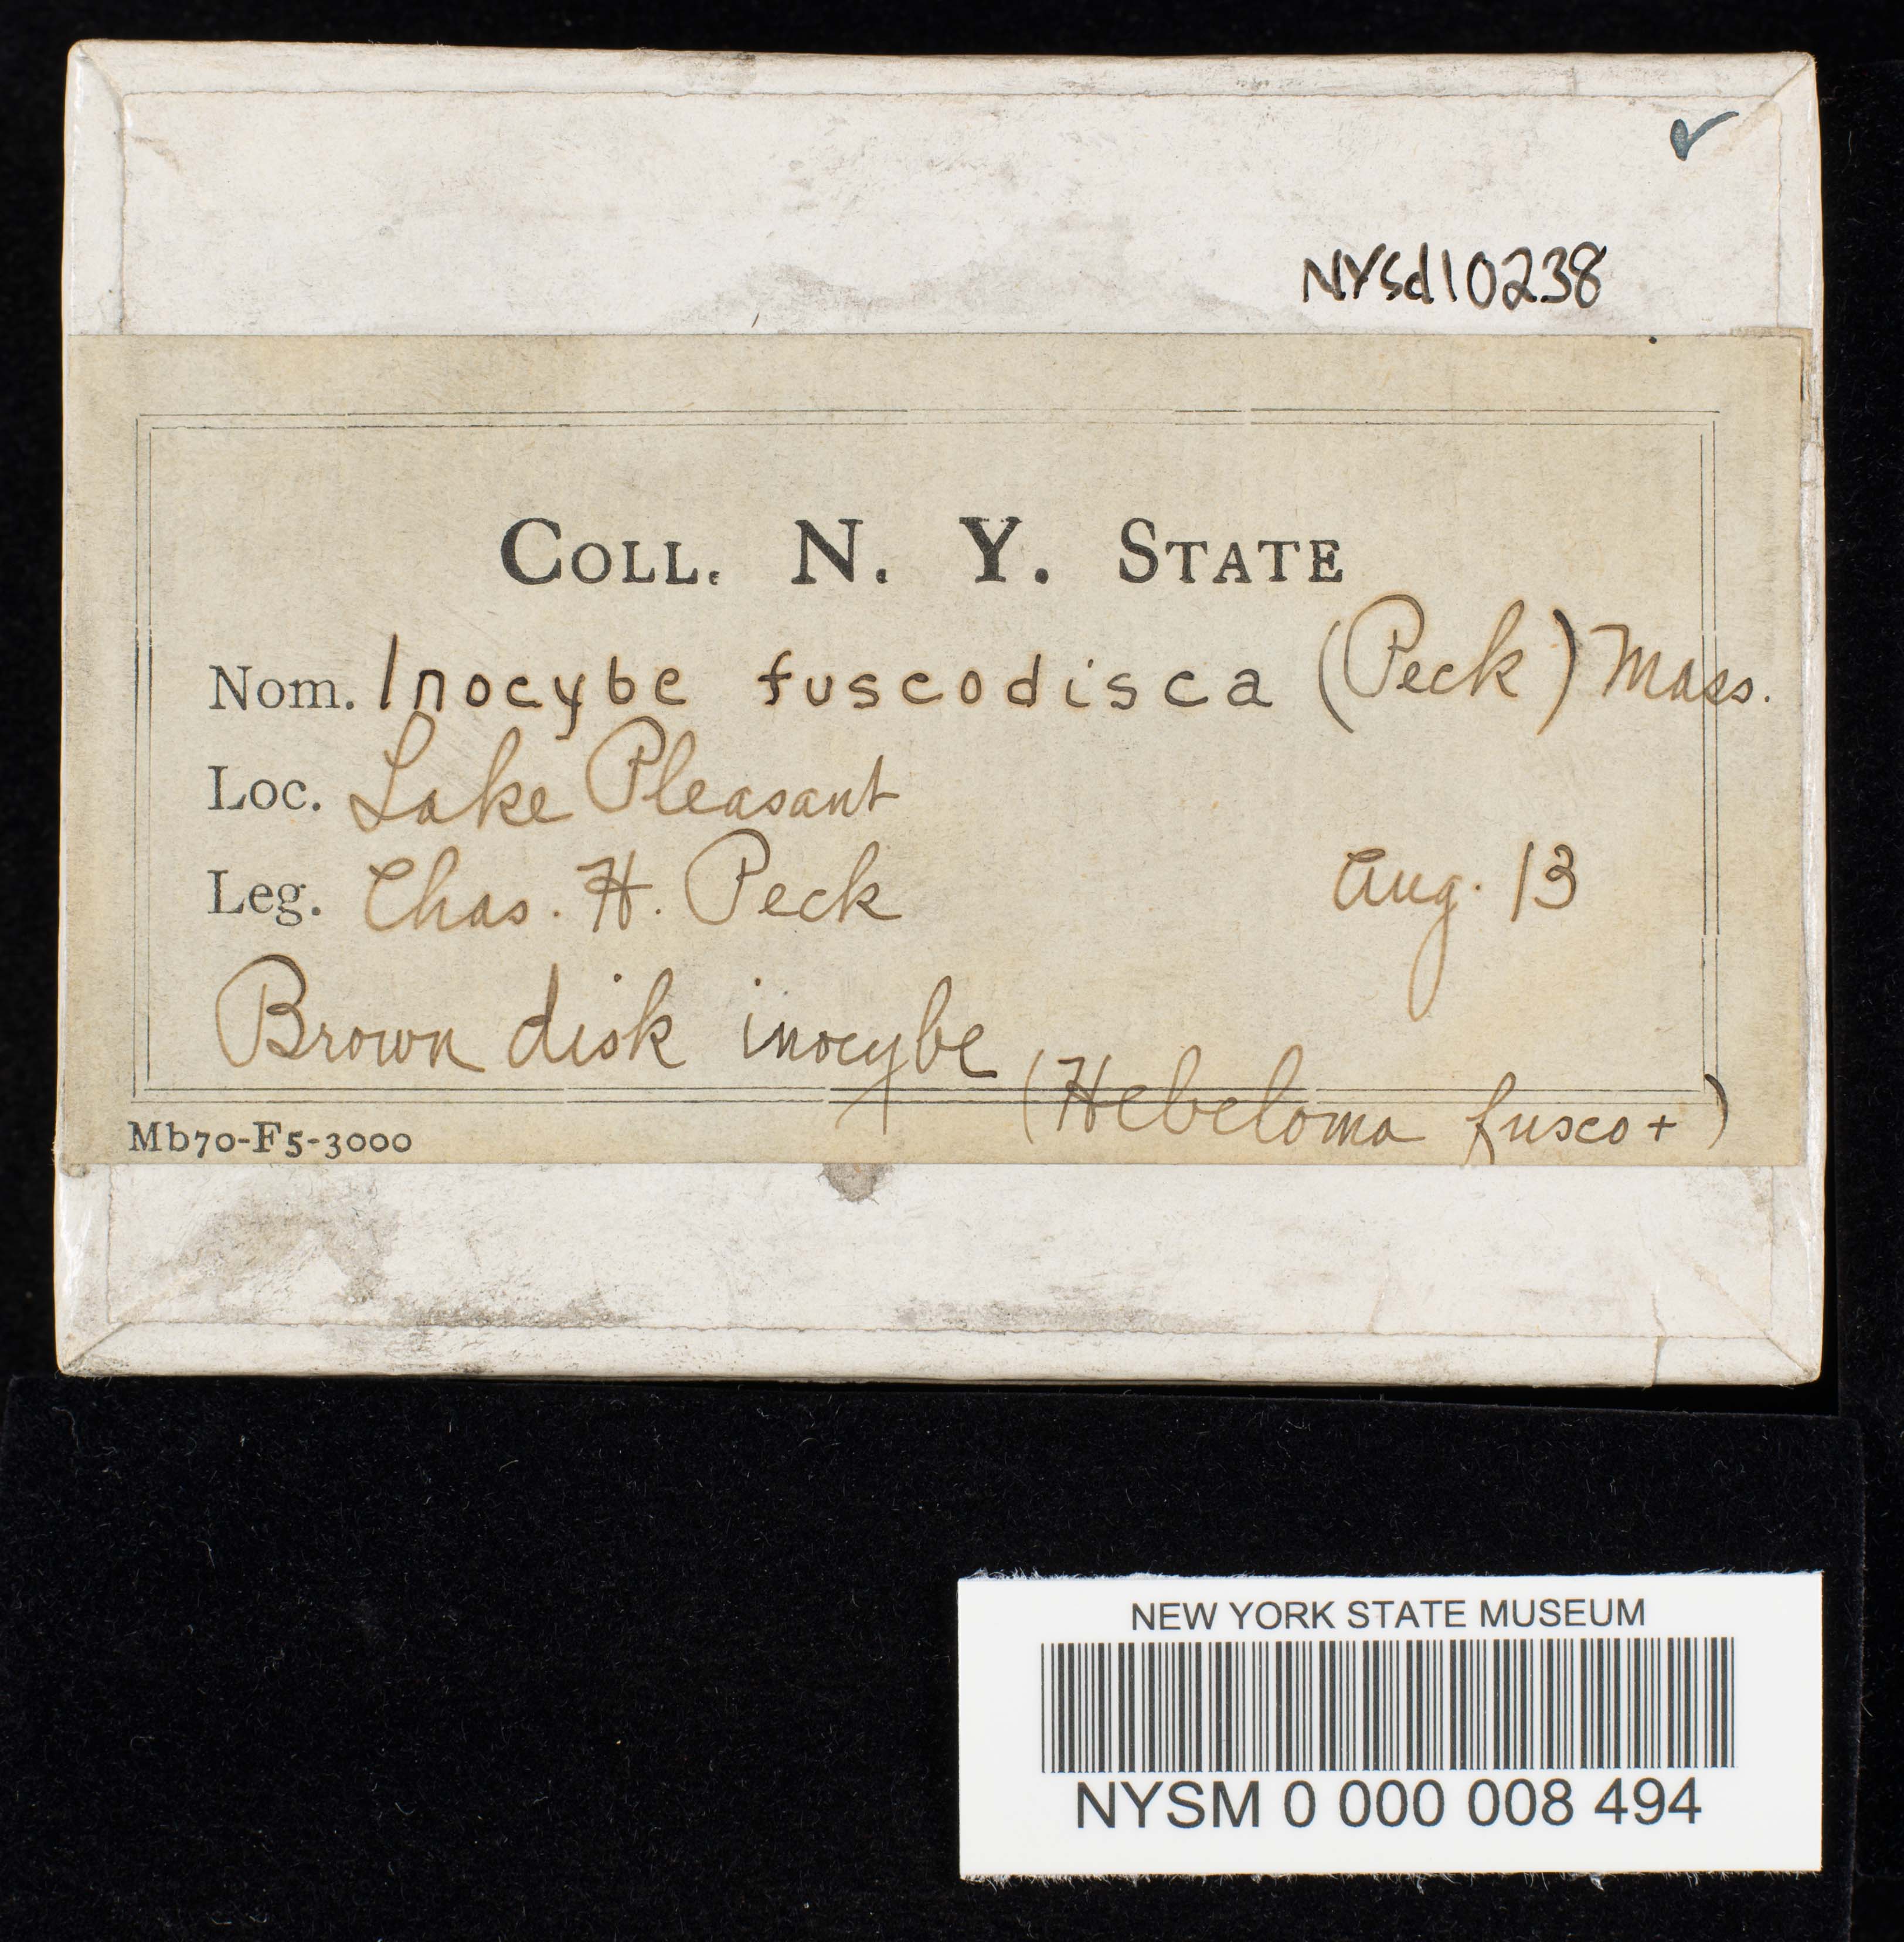 NYSd10238
COLL. N. Y. STATE
Nom. Inocybe fuscodisca (Peck) Mass.
Loc. Lake Pleasant
Leg. Chas. H. Peck Aug. 13
Brown disk inocybe
(Hebeloma fusco+)
Mb70-F5-3000
NEW YORK STATE MUSEUM
NYSM 0 000 008 494